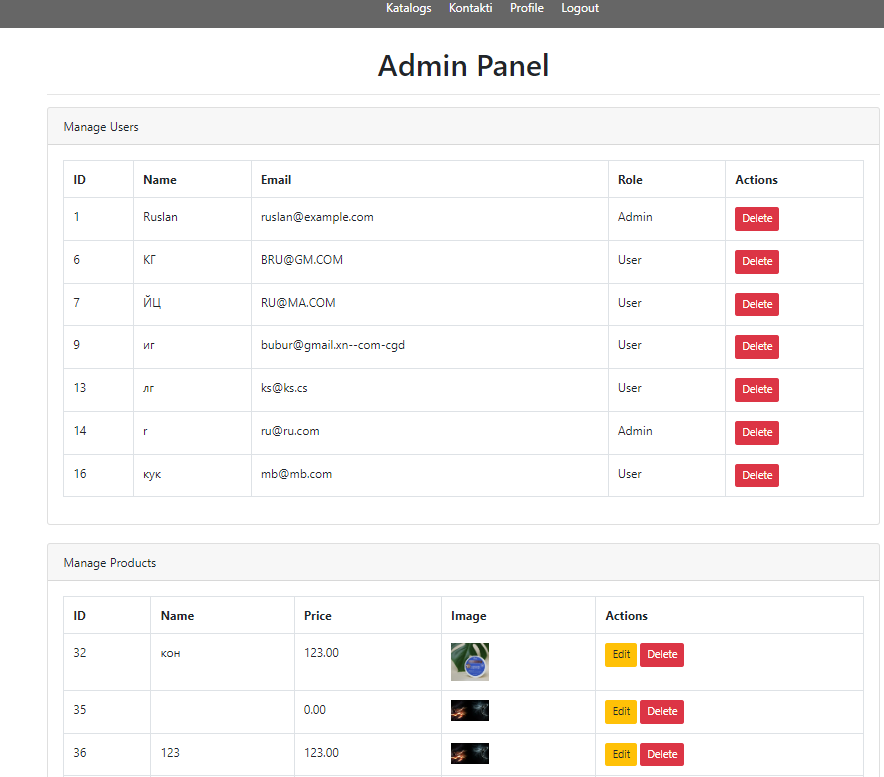 Katalogs Kontakti Profile Logout
Admin Panel
Manage Users
ID Name Email Role Actions
1 Ruslan ruslan@example.com Admin Delete
6 КГ BRU@GM.COM User Delete
7 ЙЦ RU@MA.COM User Delete
9 иг bubur@gmail.xn--com-cgd User Delete
13 лг ks@ks.cs User Delete
14 r ru@ru.com Admin Delete
16 кук mb@mb.com User Delete
Manage Products
ID Name Price Image Actions
32 кон 123.00 Edit Delete
35 0.00 Edit Delete
36 123 123.00 Edit Delete